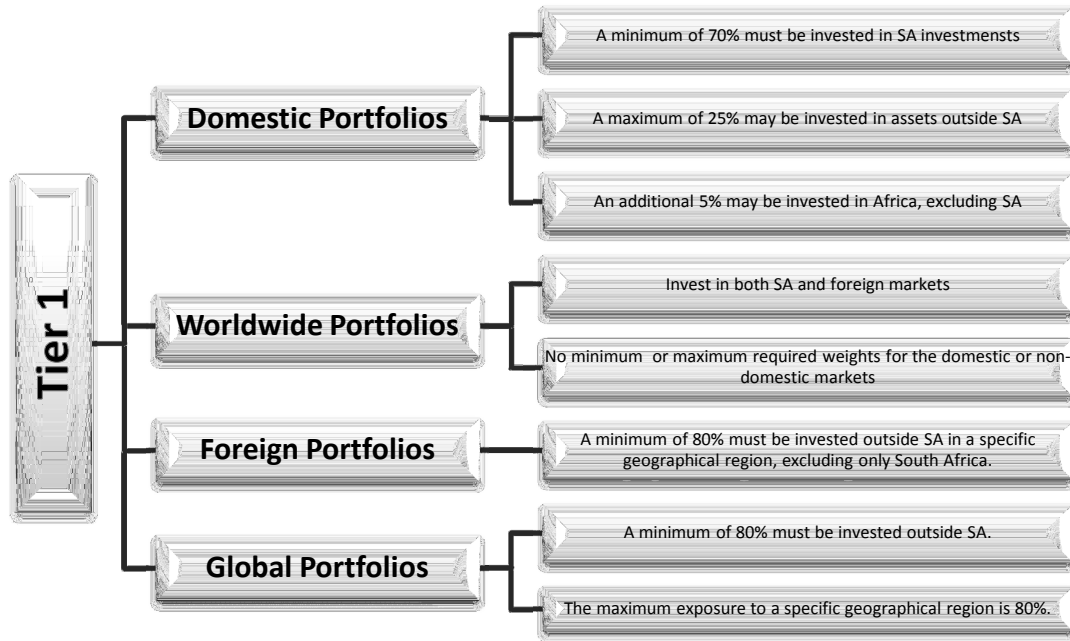 Tier 1
Domestic Portfolios
A minimum of 70% must be invested in SA investmensts
A maximum of 25% may be invested in assets outside SA
An additional 5% may be invested in Africa, excluding SA
Worldwide Portfolios
Invest in both SA and foreign markets
No minimum or maximum required weights for the domestic or non-
domestic markets
Foreign Portfolios
A minimum of 80% must be invested outside SA in a specific
geographical region, excluding only South Africa.
Global Portfolios
A minimum of 80% must be invested outside SA.
The maximum exposure to a specific geographical region is 80%.